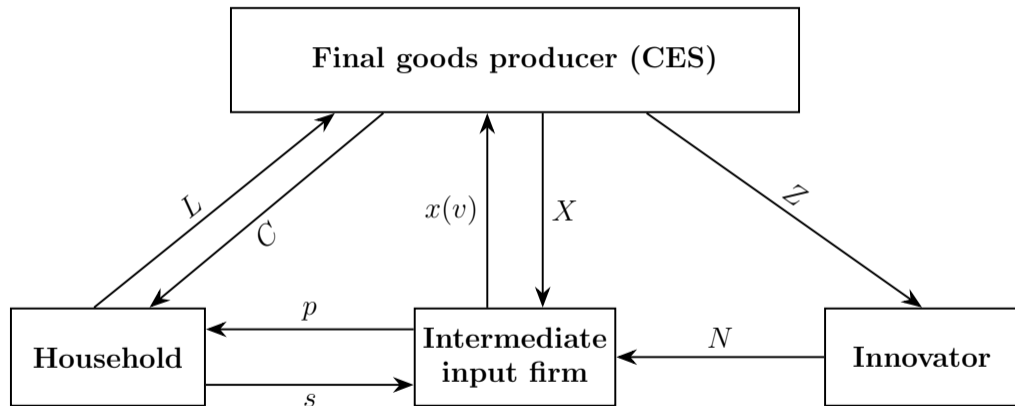 Final goods producer (CES)
L
C
x(v)
X
Z
Household
p
s
Intermediate
input firm
N
Innovator